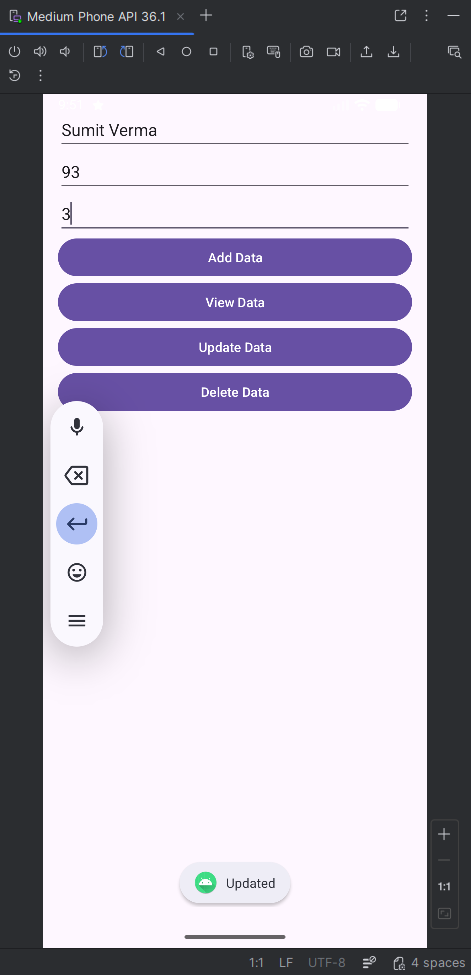 Medium Phone API 36.1
Sumit Verma
93
3
Add Data
View Data
Update Data
Delete Data
Updated
1:1
1:1 LF UTF-8 4 spaces